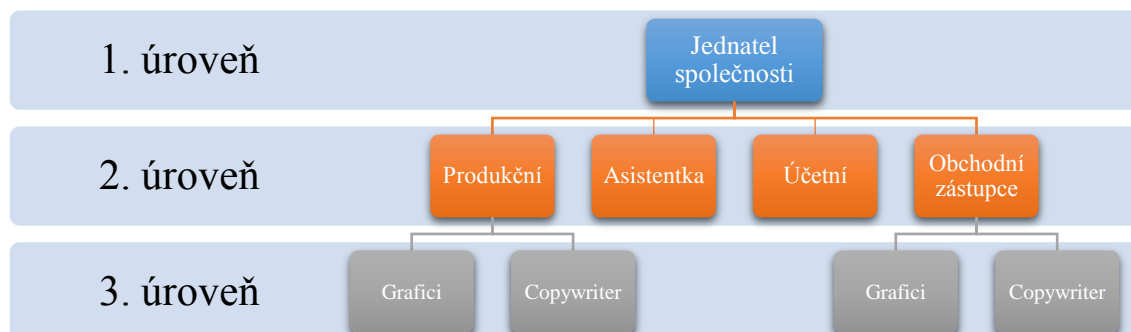 1. úroveň
Jednatel
společnosti
2. úroveň
Produkční
Asistentka
Účetní
Obchodní
zástupce
3. úroveň
Grafici
Copywriter
Grafici
Copywriter